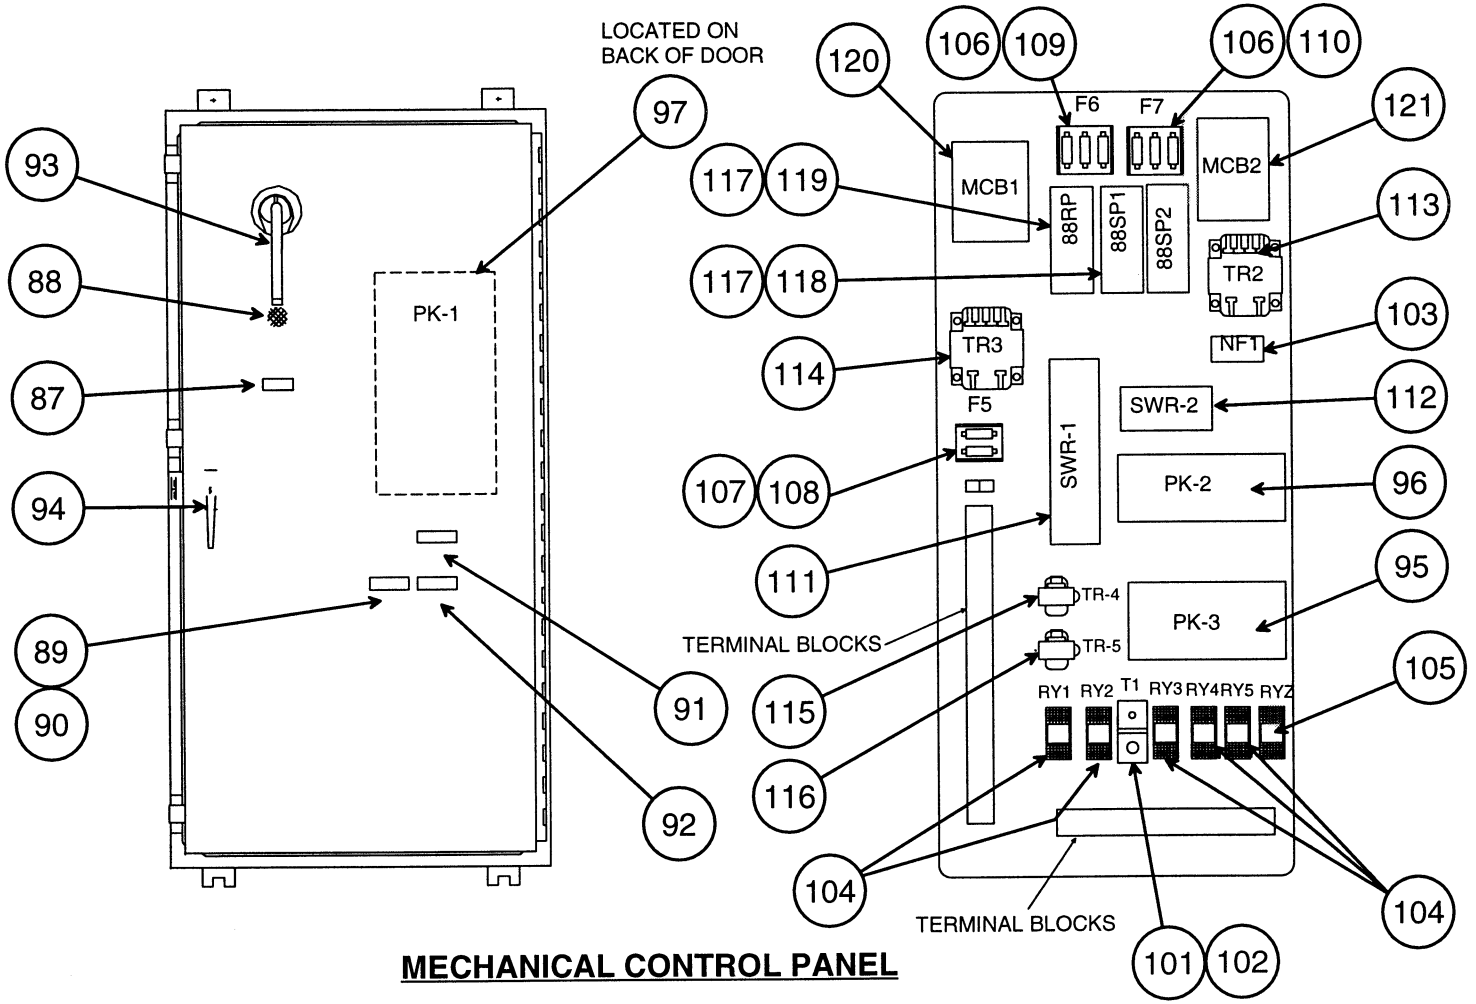 LOCATED ON
BACK OF DOOR
97
93
88
87
94
89
90
PK-1
91
92
120
106
109
106
110
121
F6
F7
MCB1
MCB2
117
119
88RP
88SP1
88SP2
113
117
118
TR2
103
NF1
TR3
114
F5
SWR-2
112
SWR-1
107
108
PK-2
96
111
95
TR-4
PK-3
TERMINAL BLOCKS
TR-5
105
115
RY1
RY2
T1
RY3
RY4
RY5
RYZ
116
104
104
TERMINAL BLOCKS
101
102
MECHANICAL CONTROL PANEL